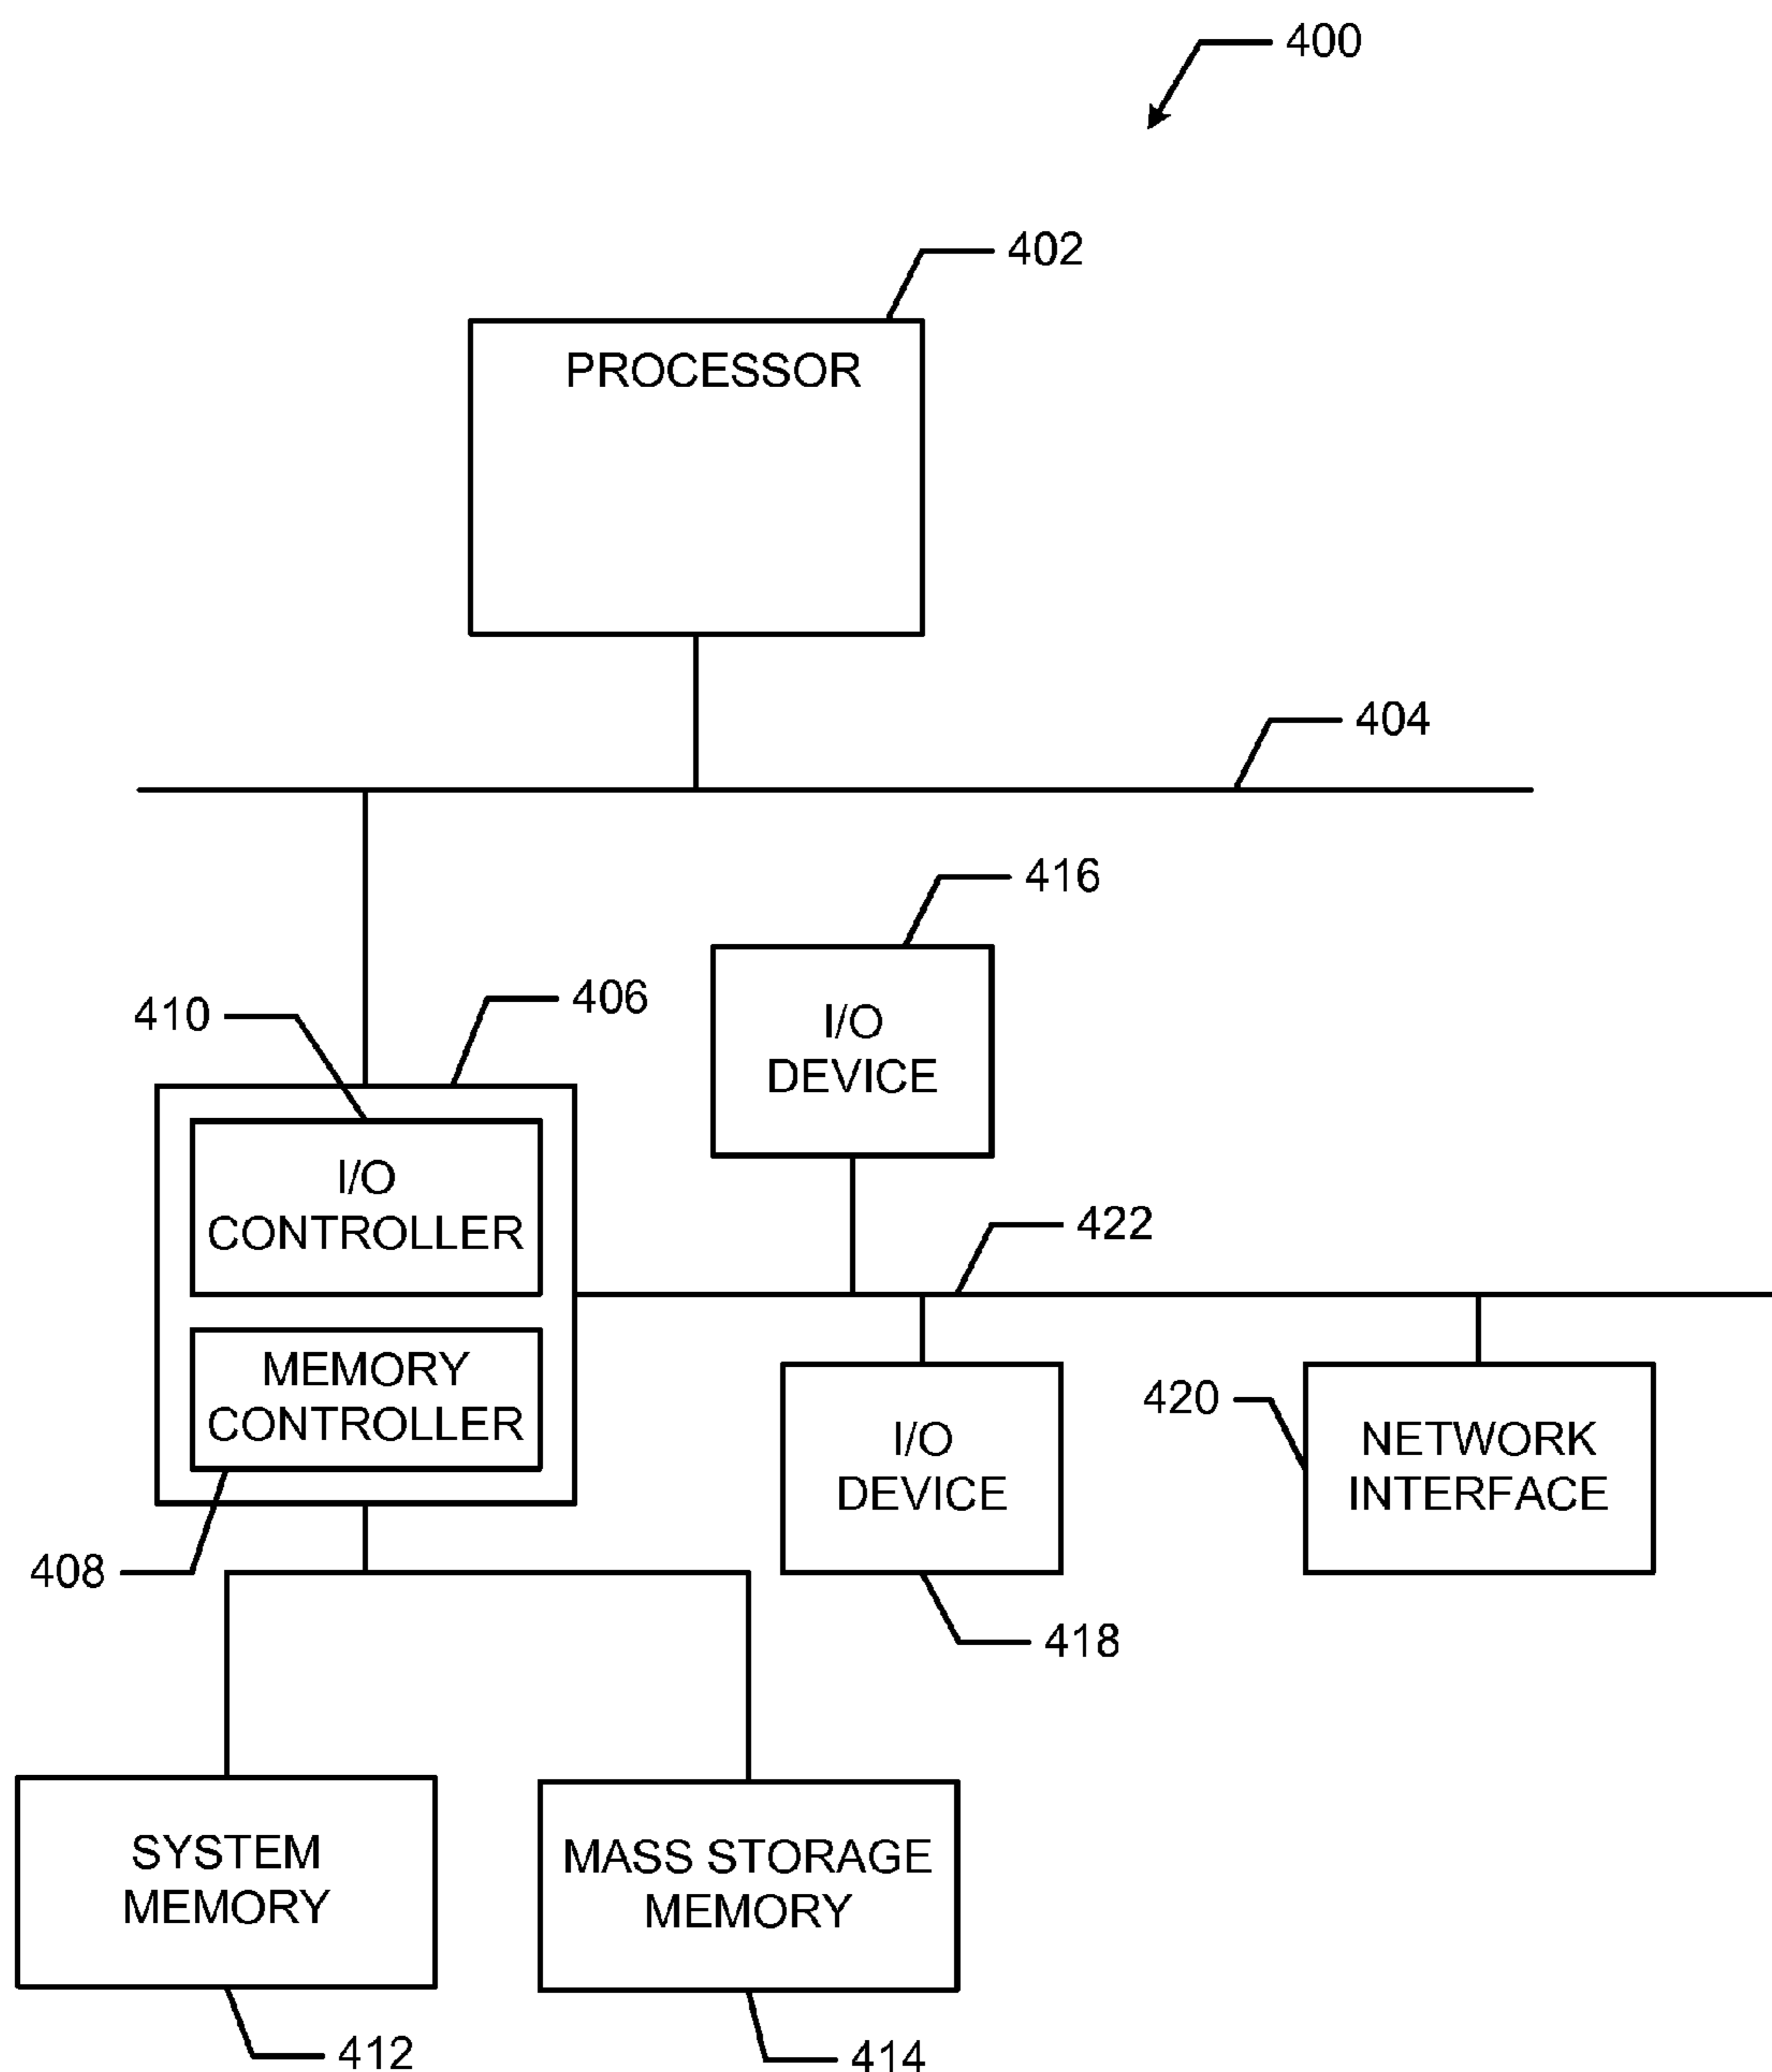 400
402
PROCESSOR
404
416
410
406
I/O
DEVICE
I/O
CONTROLLER
422
MEMORY
CONTROLLER
420
I/O
DEVICE
NETWORK
INTERFACE
408
418
SYSTEM
MEMORY
MASS STORAGE
MEMORY
412
414